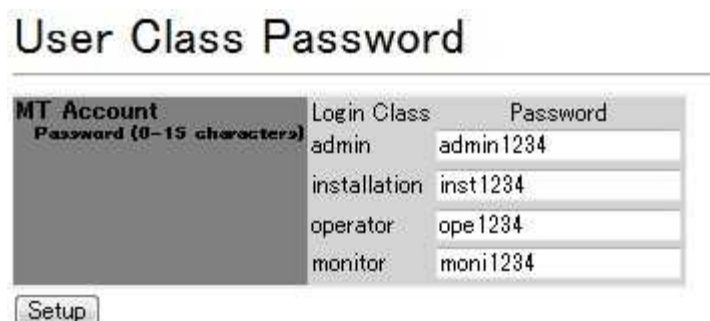 User Class Password
MT Account
Password (0-15 characters)
Login Class Password
admin admin1234
installation inst1234
operator ope1234
monitor moni1234
Setup